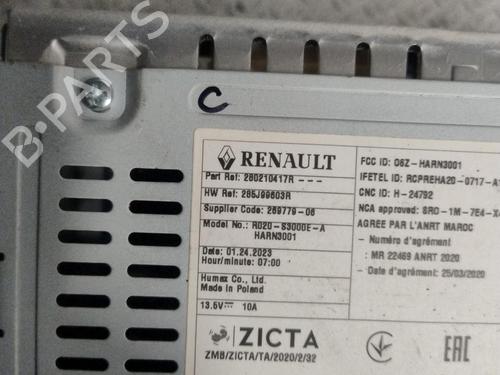 B-PARTS
C
RENAULT
Part Ref: 280210417R - - -
HW Ref: 285J99603R
Supplier Code: 269779-06
Model No.: R020-S3000E-A
HARN3001
Date: 01.24.2023
Hour/minute: 07:00
Humax Co., Ltd.
Made in Poland
13.5V⎓ 10A
ZICTA
ZMB/ZICTA/TA/2020/2/32
FCC ID: O6Z-HARN3001
IFETEL ID: RCPREHA20-0717-A1
CNC ID: H-24792
NCA approved: SRO-1M-7E4-X
AGREE PAR L'ANRT MAROC
- Numéro d'agrément
: MR 22469 ANRT 2020
- Date d'agrément : 25/03/2020
EAC